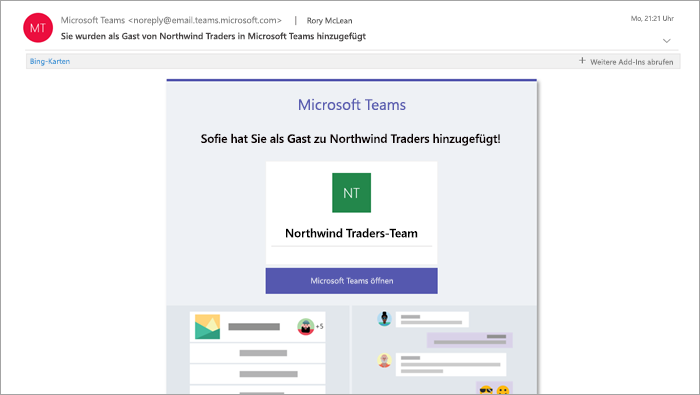 MT
Microsoft Teams <noreply@email.teams.microsoft.com> | Rory McLean
Mo, 21:21 Uhr
Sie wurden als Gast von Northwind Traders in Microsoft Teams hinzugefügt
Bing-Karten
+ Weitere Add-Ins abrufen
Microsoft Teams
Sofie hat Sie als Gast zu Northwind Traders hinzugefügt!
NT
Northwind Traders-Team
Microsoft Teams öffnen
+5